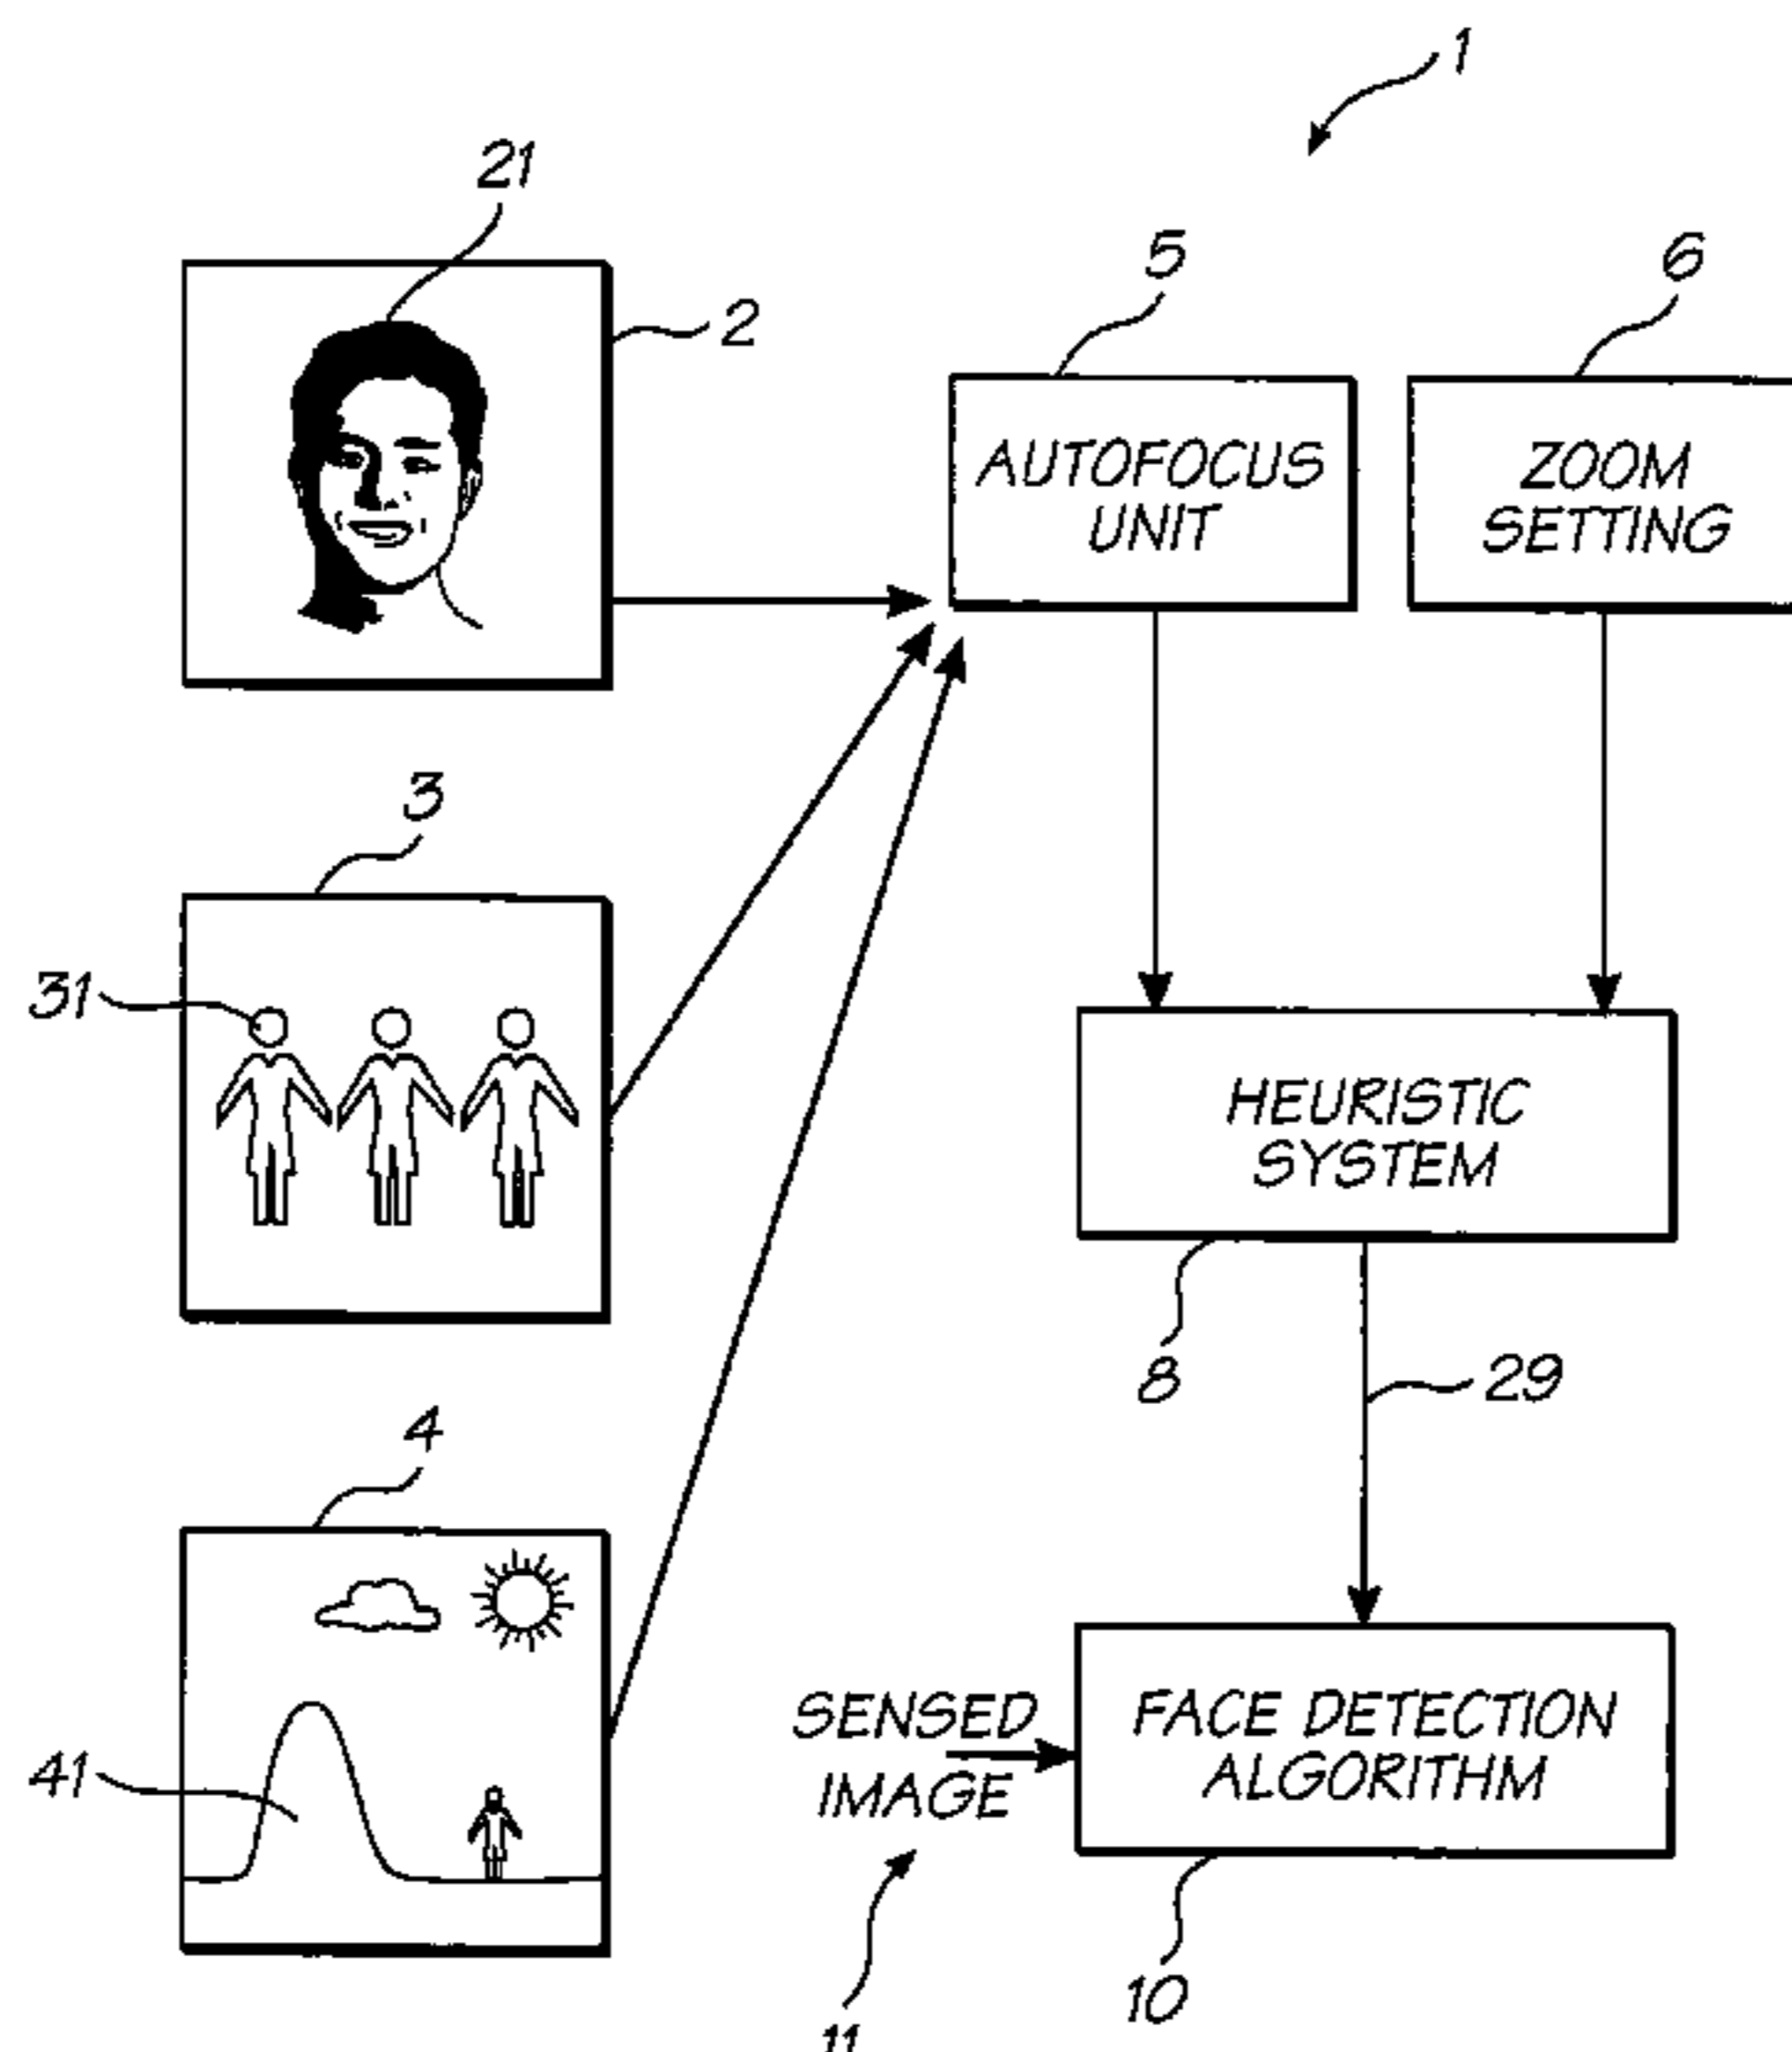 1
21
2
5
6
AUTOFOCUS
UNIT
ZOOM
SETTING
3
31
HEURISTIC
SYSTEM
8
29
4
41
SENSED
IMAGE
FACE DETECTION
ALGORITHM
10
11